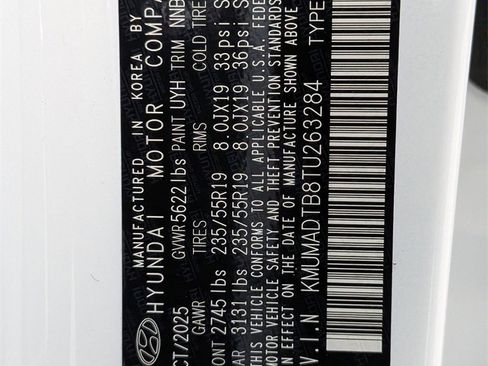 MANUFACTURED IN KOREA BY
HYUNDAI MOTOR COMPA
CT/2025 GVWR 5622 lbs PAINT UYH TRIM NNB
GAWR TIRES RIMS COLD TIRE
ONT 2745 lbs 235/55R19 8.0JX19 33psi S
AR 3131 lbs 235/55R19 8.0JX19 36psi S
THIS VEHICLE CONFORMS TO ALL APPLICABLE U.S.A. FEDE
MOTOR VEHICLE SAFETY AND THEFT PREVENTION STANDARDS
IN EFFECT ON THE DATE OF MANUFACTURE SHOWN ABOVE
V.I.N KMUMADTB8TU263284 TYPE